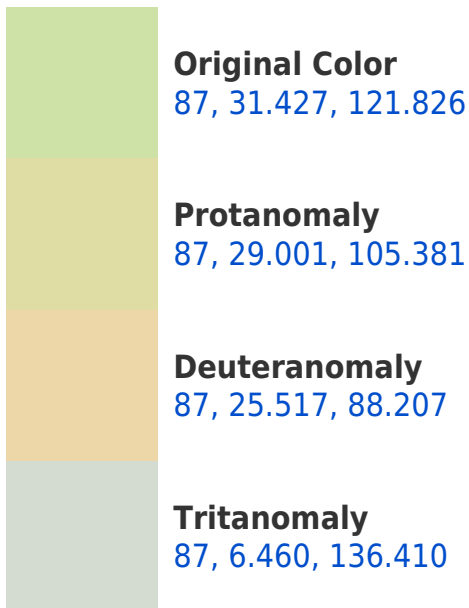 Original Color
87, 31.427, 121.826
Protanomaly
87, 29.001, 105.381
Deuteranomaly
87, 25.517, 88.207
Tritanomaly
87, 6.460, 136.410